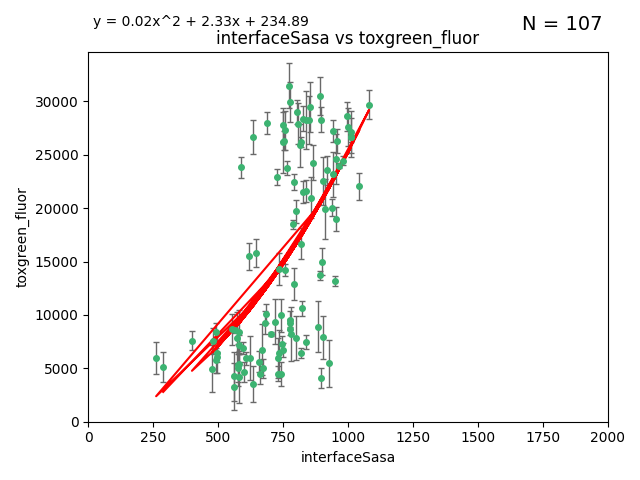 y = 0.02x^2 + 2.33x + 234.89
N = 107
interfaceSasa vs toxgreen_fluor
30000
25000
20000
15000
10000
5000
0
toxgreen_fluor
0 250 500 750 1000 1250 1500 1750 2000
interfaceSasa